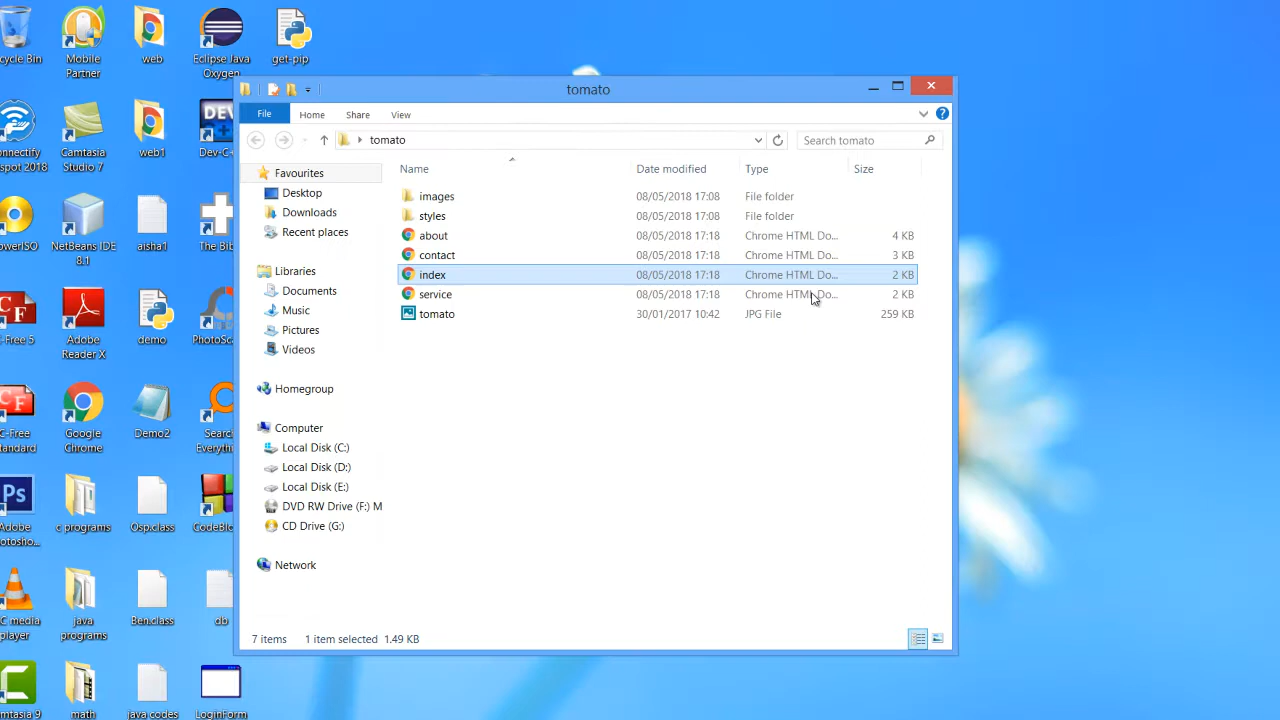 cycle Bin
Mobile
Partner
web
Eclipse Java
Oxygen
get-pip
onnectify
spot 2018
Camtasia
Studio 7
web1
DEV
Dev-C+
owerISO
NetBeans IDE
8.1
aisha1
The Bib
CF
-Free 5
Adobe
Reader X
demo
PhotoSca
CF
-Free
tandard
Google
Chrome
Demo2
Search
Everythi
Ps
Adobe
hotosho...
c programs
Osp.class
CodeBlo
C media
player
java
programs
Ben.class
db
mtasia 9
math
java codes
LoginForm
tomato
File
Home
Share
View
tomato
Search tomato
Name
Date modified
Type
Size
images 08/05/2018 17:08 File folder
styles 08/05/2018 17:08 File folder
about 08/05/2018 17:18 Chrome HTML Do... 4 KB
contact 08/05/2018 17:18 Chrome HTML Do... 3 KB
index 08/05/2018 17:18 Chrome HTML Do... 2 KB
service 08/05/2018 17:18 Chrome HTML Do... 2 KB
tomato 30/01/2017 10:42 JPG File 259 KB
Favourites
Desktop
Downloads
Recent places
Libraries
Documents
Music
Pictures
Videos
Homegroup
Computer
Local Disk (C:)
Local Disk (D:)
Local Disk (E:)
DVD RW Drive (F:) M
CD Drive (G:)
Network
7 items 1 item selected 1.49 KB